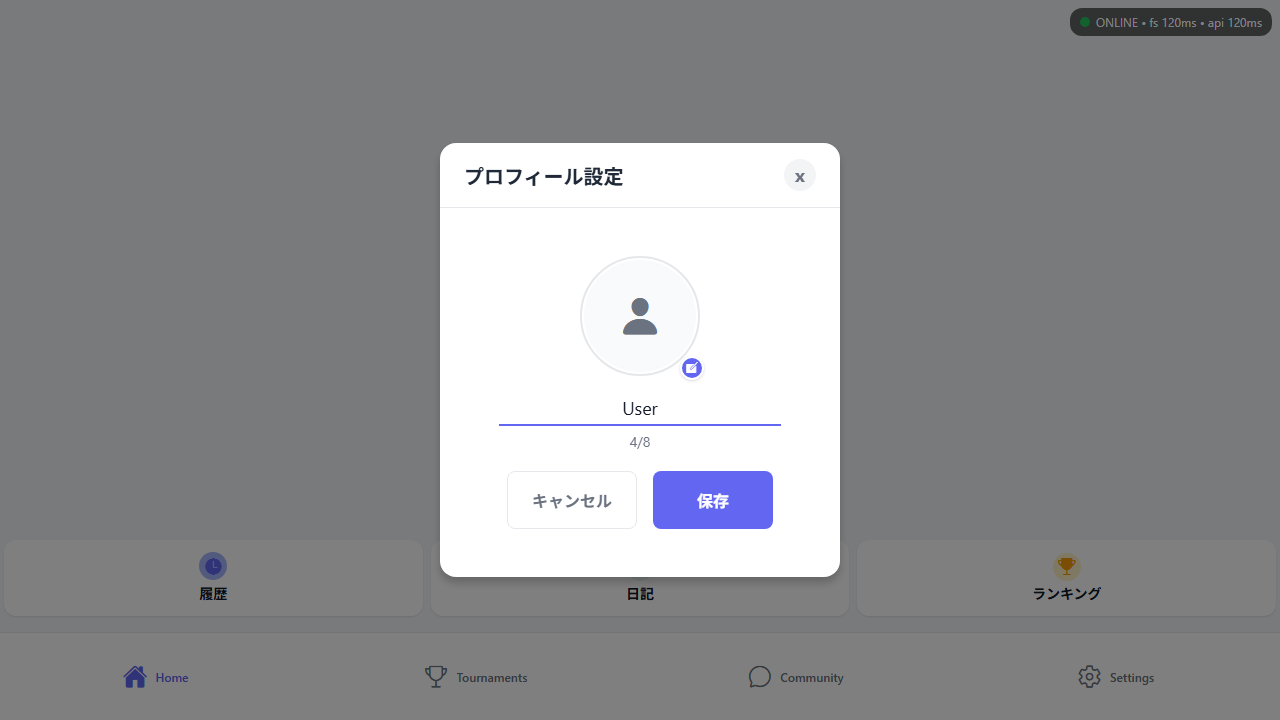 ONLINE • fs 120ms • api 120ms
プロフィール設定
x
User
4/8
キャンセル
保存
履歴
日記
ランキング
Home
Tournaments
Community
Settings